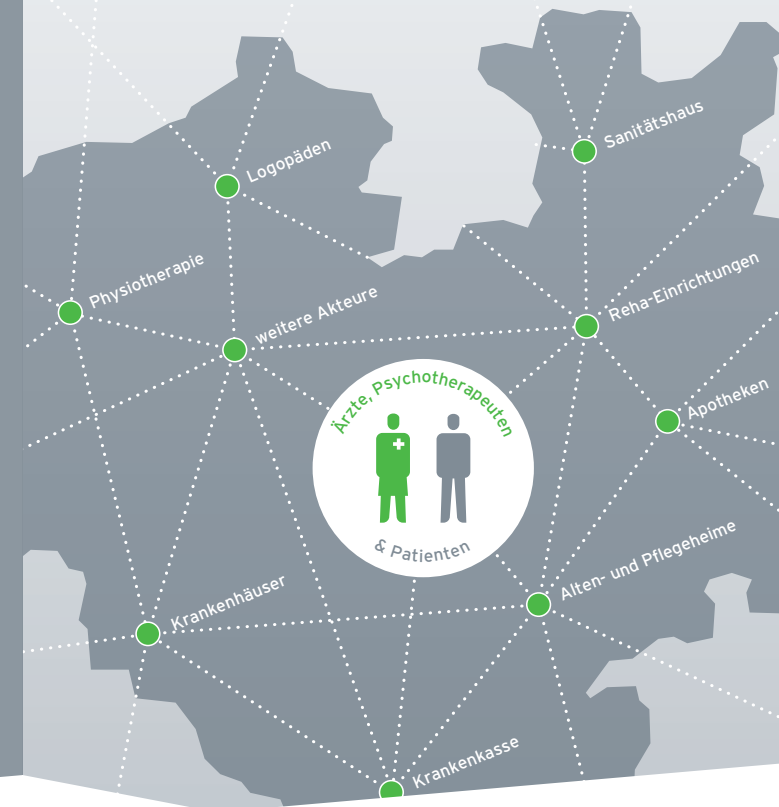 Sanitätshaus
Logopäden
Physiotherapie
Reha-Einrichtungen
weitere Akteure
Apotheken
Ärzte, Psychotherapeuten
& Patienten
Alten- und Pflegeheime
Krankenhäuser
Krankenkasse